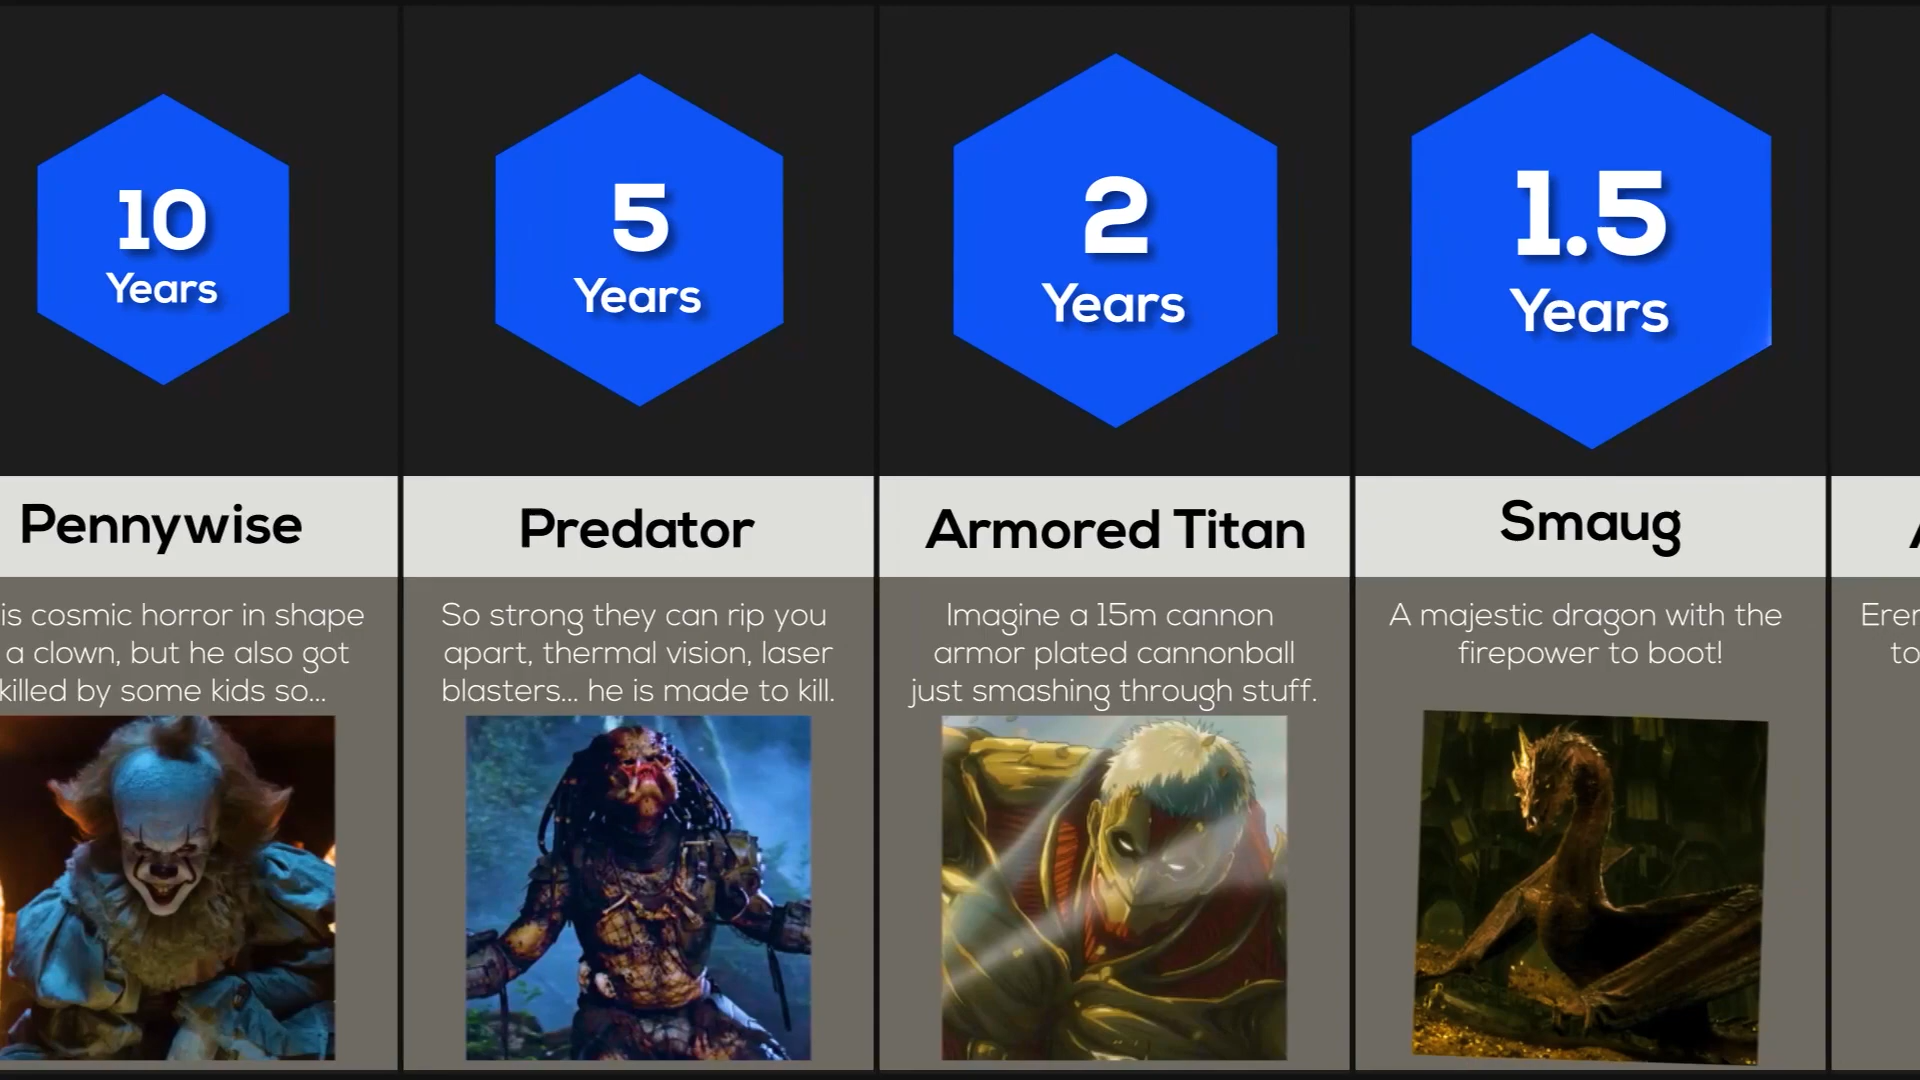 10
Years
Pennywise
is cosmic horror in shape
a clown, but he also got
killed by some kids so...
5
Years
Predator
So strong they can rip you
apart, thermal vision, laser
blasters... he is made to kill.
2
Years
Armored Titan
Imagine a 15m cannon
armor plated cannonball
just smashing through stuff.
1.5
Years
Smaug
A majestic dragon with the
firepower to boot!
Eren
to